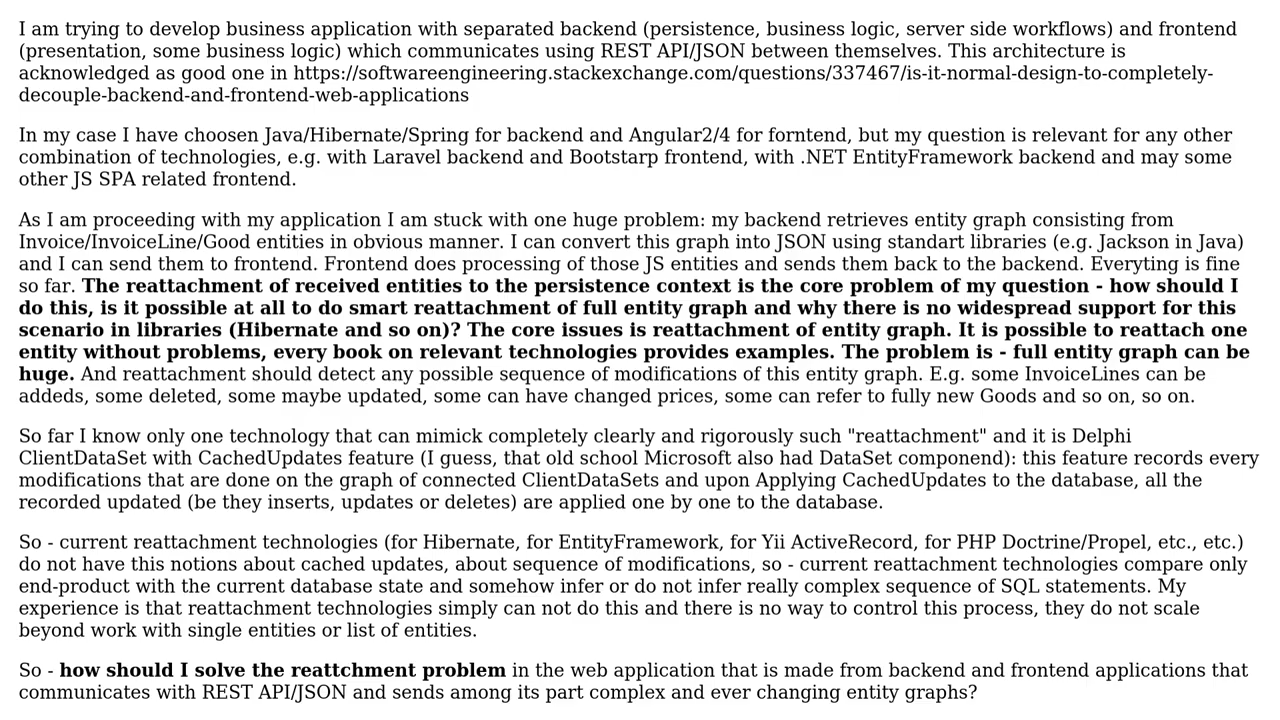 I am trying to develop business application with separated backend (persistence, business logic, server side workflows) and frontend
(presentation, some business logic) which communicates using REST API/JSON between themselves. This architecture is
acknowledged as good one in https://softwareengineering.stackexchange.com/questions/337467/is-it-normal-design-to-completely-
decouple-backend-and-frontend-web-applications
In my case I have choosen Java/Hibernate/Spring for backend and Angular2/4 for forntend, but my question is relevant for any other
combination of technologies, e.g. with Laravel backend and Bootstarp frontend, with .NET EntityFramework backend and may some
other JS SPA related frontend.
As I am proceeding with my application I am stuck with one huge problem: my backend retrieves entity graph consisting from
Invoice/InvoiceLine/Good entities in obvious manner. I can convert this graph into JSON using standart libraries (e.g. Jackson in Java)
and I can send them to frontend. Frontend does processing of those JS entities and sends them back to the backend. Everyting is fine
so far. The reattachment of received entities to the persistence context is the core problem of my question - how should I
do this, is it possible at all to do smart reattachment of full entity graph and why there is no widespread support for this
scenario in libraries (Hibernate and so on)? The core issues is reattachment of entity graph. It is possible to reattach one
entity without problems, every book on relevant technologies provides examples. The problem is - full entity graph can be
huge. And reattachment should detect any possible sequence of modifications of this entity graph. E.g. some InvoiceLines can be
addeds, some deleted, some maybe updated, some can have changed prices, some can refer to fully new Goods and so on, so on.
So far I know only one technology that can mimick completely clearly and rigorously such "reattachment" and it is Delphi
ClientDataSet with CachedUpdates feature (I guess, that old school Microsoft also had DataSet componend): this feature records every
modifications that are done on the graph of connected ClientDataSets and upon Applying CachedUpdates to the database, all the
recorded updated (be they inserts, updates or deletes) are applied one by one to the database.
So - current reattachment technologies (for Hibernate, for EntityFramework, for Yii ActiveRecord, for PHP Doctrine/Propel, etc., etc.)
do not have this notions about cached updates, about sequence of modifications, so - current reattachment technologies compare only
end-product with the current database state and somehow infer or do not infer really complex sequence of SQL statements. My
experience is that reattachment technologies simply can not do this and there is no way to control this process, they do not scale
beyond work with single entities or list of entities.
So - how should I solve the reattchment problem in the web application that is made from backend and frontend applications that
communicates with REST API/JSON and sends among its part complex and ever changing entity graphs?